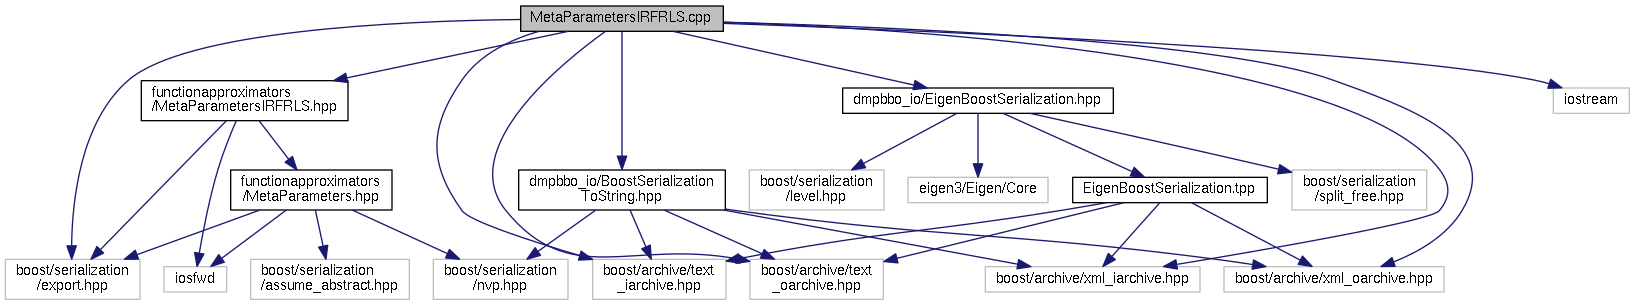 MetaParametersIRFRLS.cpp
functionapproximators
/MetaParametersIRFRLS.hpp
dmpbbo_io/EigenBoostSerialization.hpp
iostream
functionapproximators
/MetaParameters.hpp
dmpbbo_io/BoostSerialization
ToString.hpp
boost/serialization
/level.hpp
eigen3/Eigen/Core
EigenBoostSerialization.tpp
boost/serialization
/split_free.hpp
boost/serialization
/export.hpp
iosfwd
boost/serialization
/assume_abstract.hpp
boost/serialization
/nvp.hpp
boost/archive/text
_iarchive.hpp
boost/archive/text
_oarchive.hpp
boost/archive/xml_iarchive.hpp
boost/archive/xml_oarchive.hpp